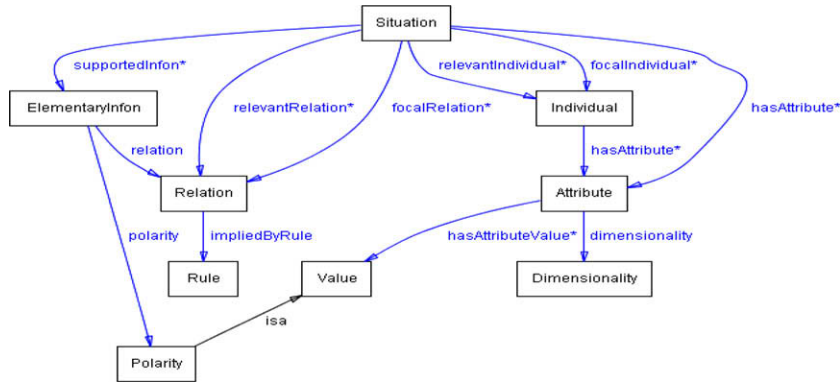 Situation
supportedInfon*
relevantIndividual*
focalIndividual*
ElementaryInfon
relevantRelation*
focalRelation*
Individual
hasAttribute*
relation
hasAttribute*
Relation
Attribute
polarity
impliedByRule
hasAttributeValue*
dimensionality
Rule
Value
Dimensionality
isa
Polarity